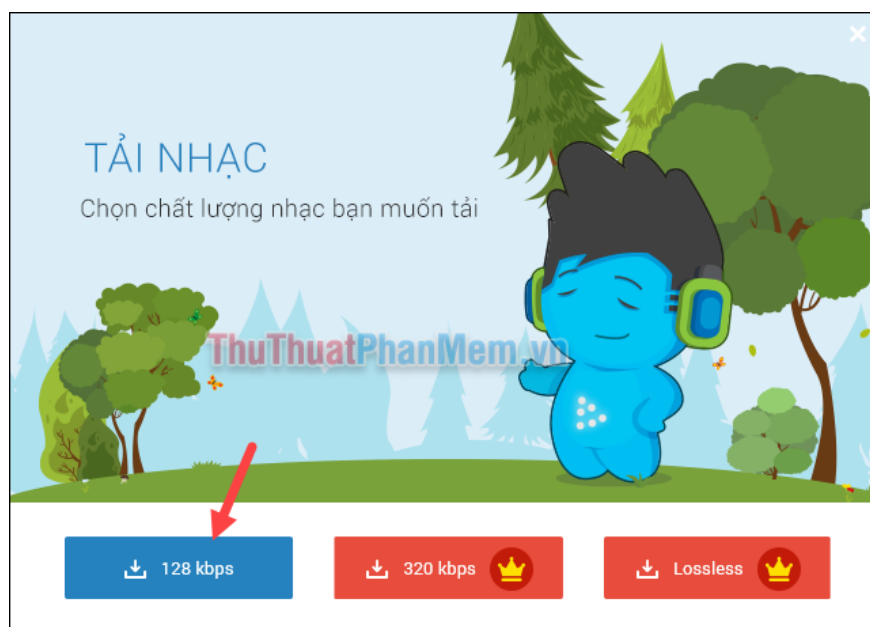 TẢI NHẠC
Chọn chất lượng nhạc bạn muốn tải
ThuThuatPhanMem.vn
128 kbps
320 kbps
Lossless